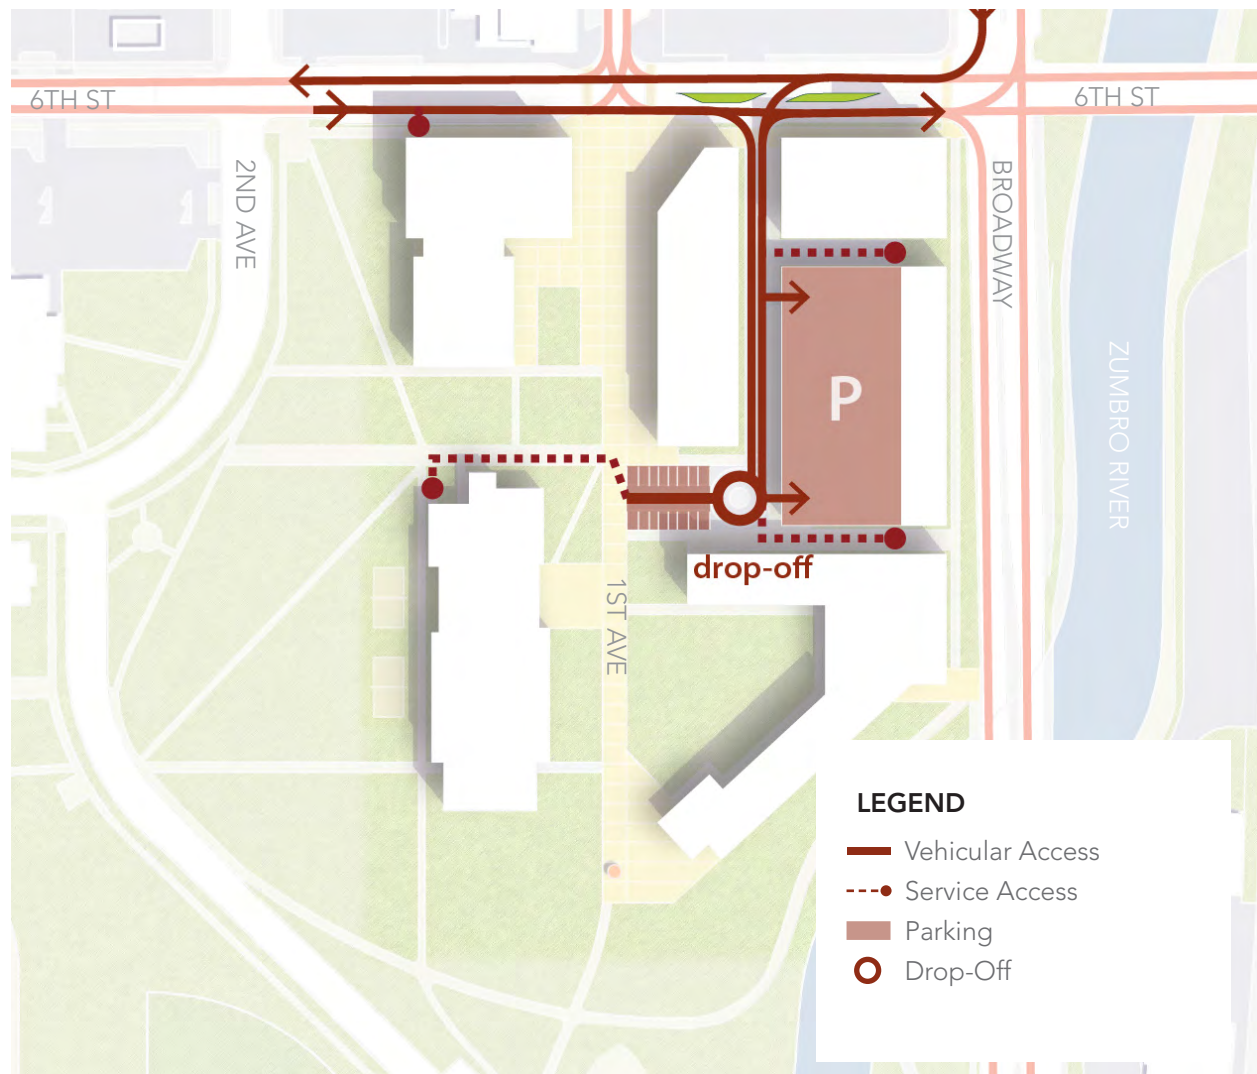 6TH ST
6TH ST
2ND AVE
BROADWAY
ZUMBRO RIVER
P
drop-off
1ST AVE
LEGEND
Vehicular Access
Service Access
Parking
Drop-Off